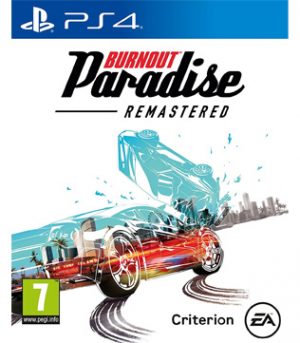 PS4
BURNOUT
Paradise
REMASTERED
7
www.pegi.info
Criterion
EA